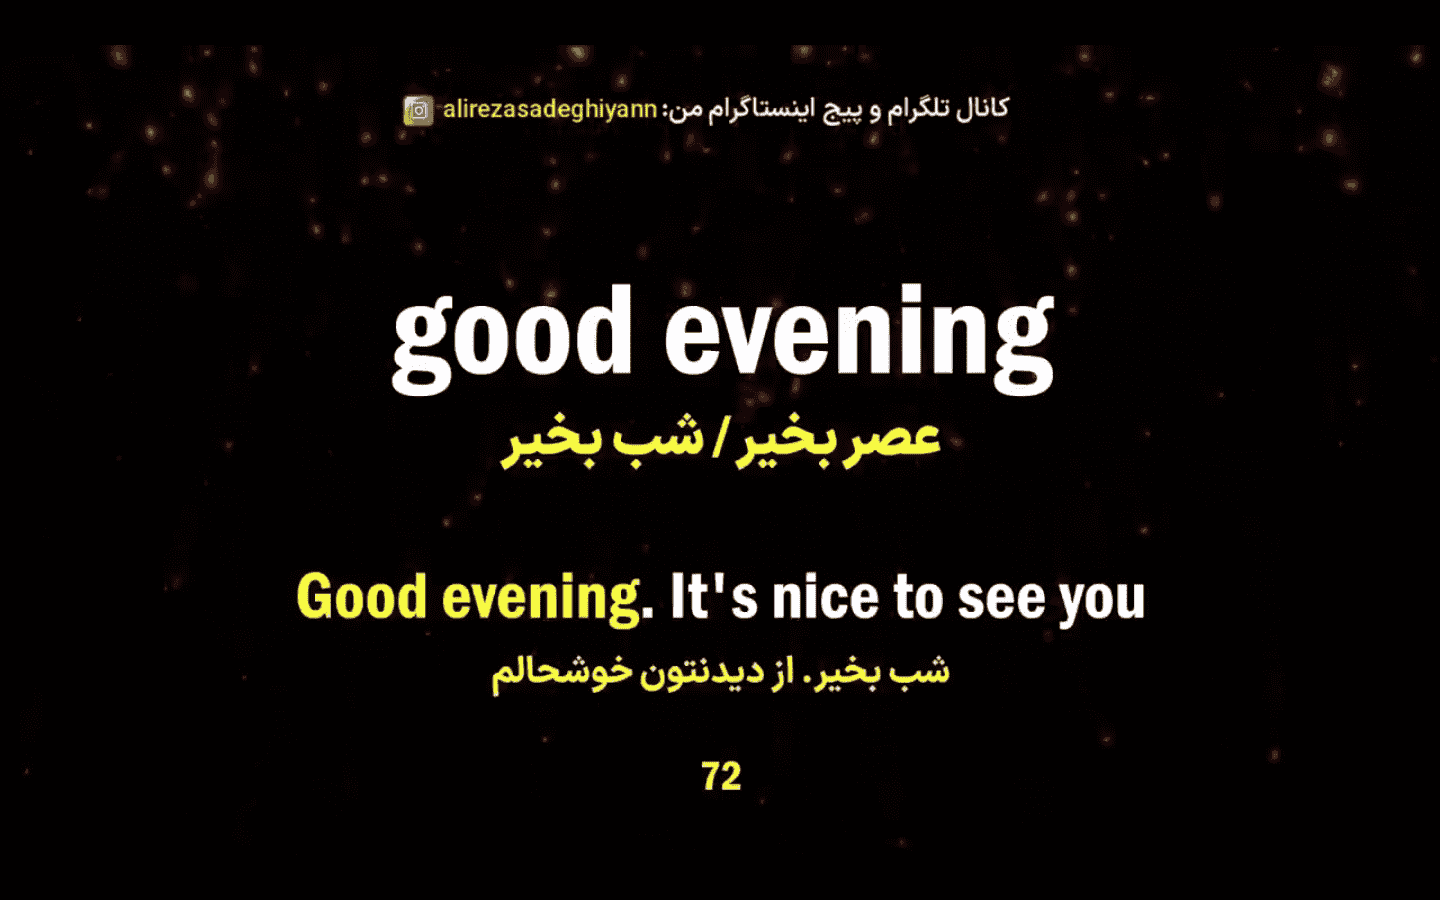 کانال تلگرام و پیج اینستاگرام من: alirezasadeghiyann
good evening
عصر بخیر / شب بخیر
Good evening. It's nice to see you
شب بخیر. از دیدنتون خوشحالم
72